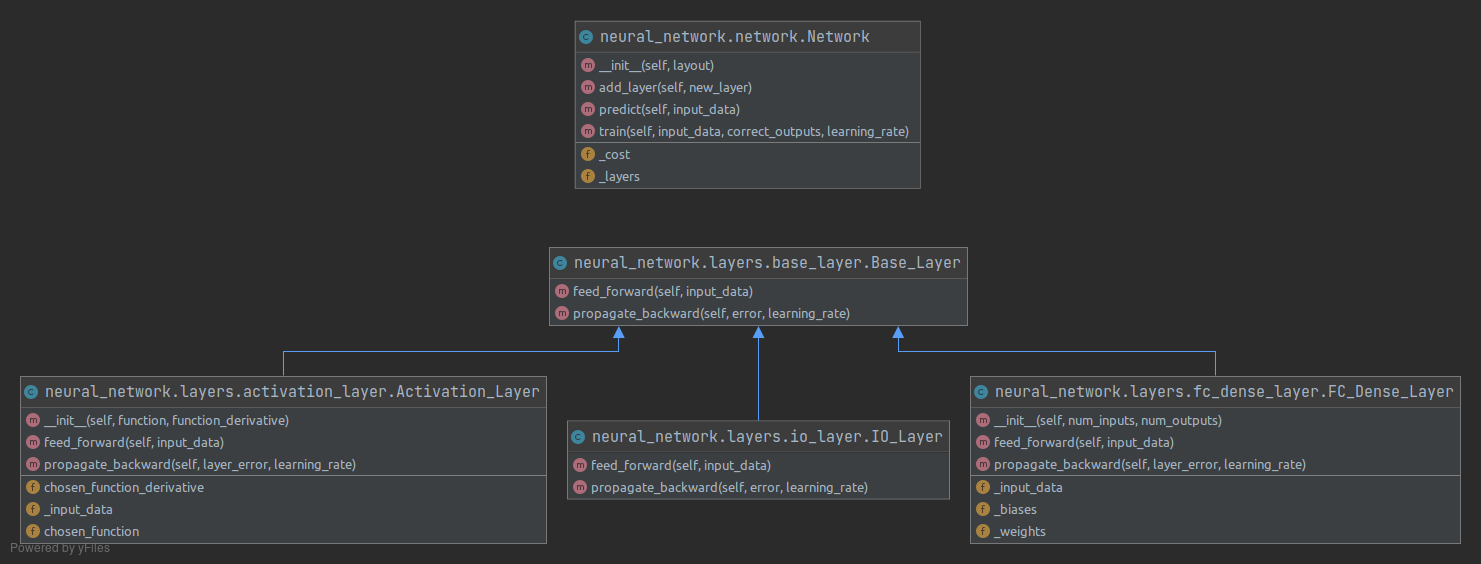 neural_network.network.Network
__init__(self, layout)
add_layer(self, new_layer)
predict(self, input_data)
train(self, input_data, correct_outputs, learning_rate)
_cost
_layers
neural_network.layers.base_layer.Base_Layer
feed_forward(self, input_data)
propagate_backward(self, error, learning_rate)
neural_network.layers.activation_layer.Activation_Layer
__init__(self, function, function_derivative)
feed_forward(self, input_data)
propagate_backward(self, layer_error, learning_rate)
chosen_function_derivative
_input_data
chosen_function
neural_network.layers.io_layer.IO_Layer
feed_forward(self, input_data)
propagate_backward(self, error, learning_rate)
neural_network.layers.fc_dense_layer.FC_Dense_Layer
__init__(self, num_inputs, num_outputs)
feed_forward(self, input_data)
propagate_backward(self, layer_error, learning_rate)
_input_data
_biases
_weights
Powered by yFiles